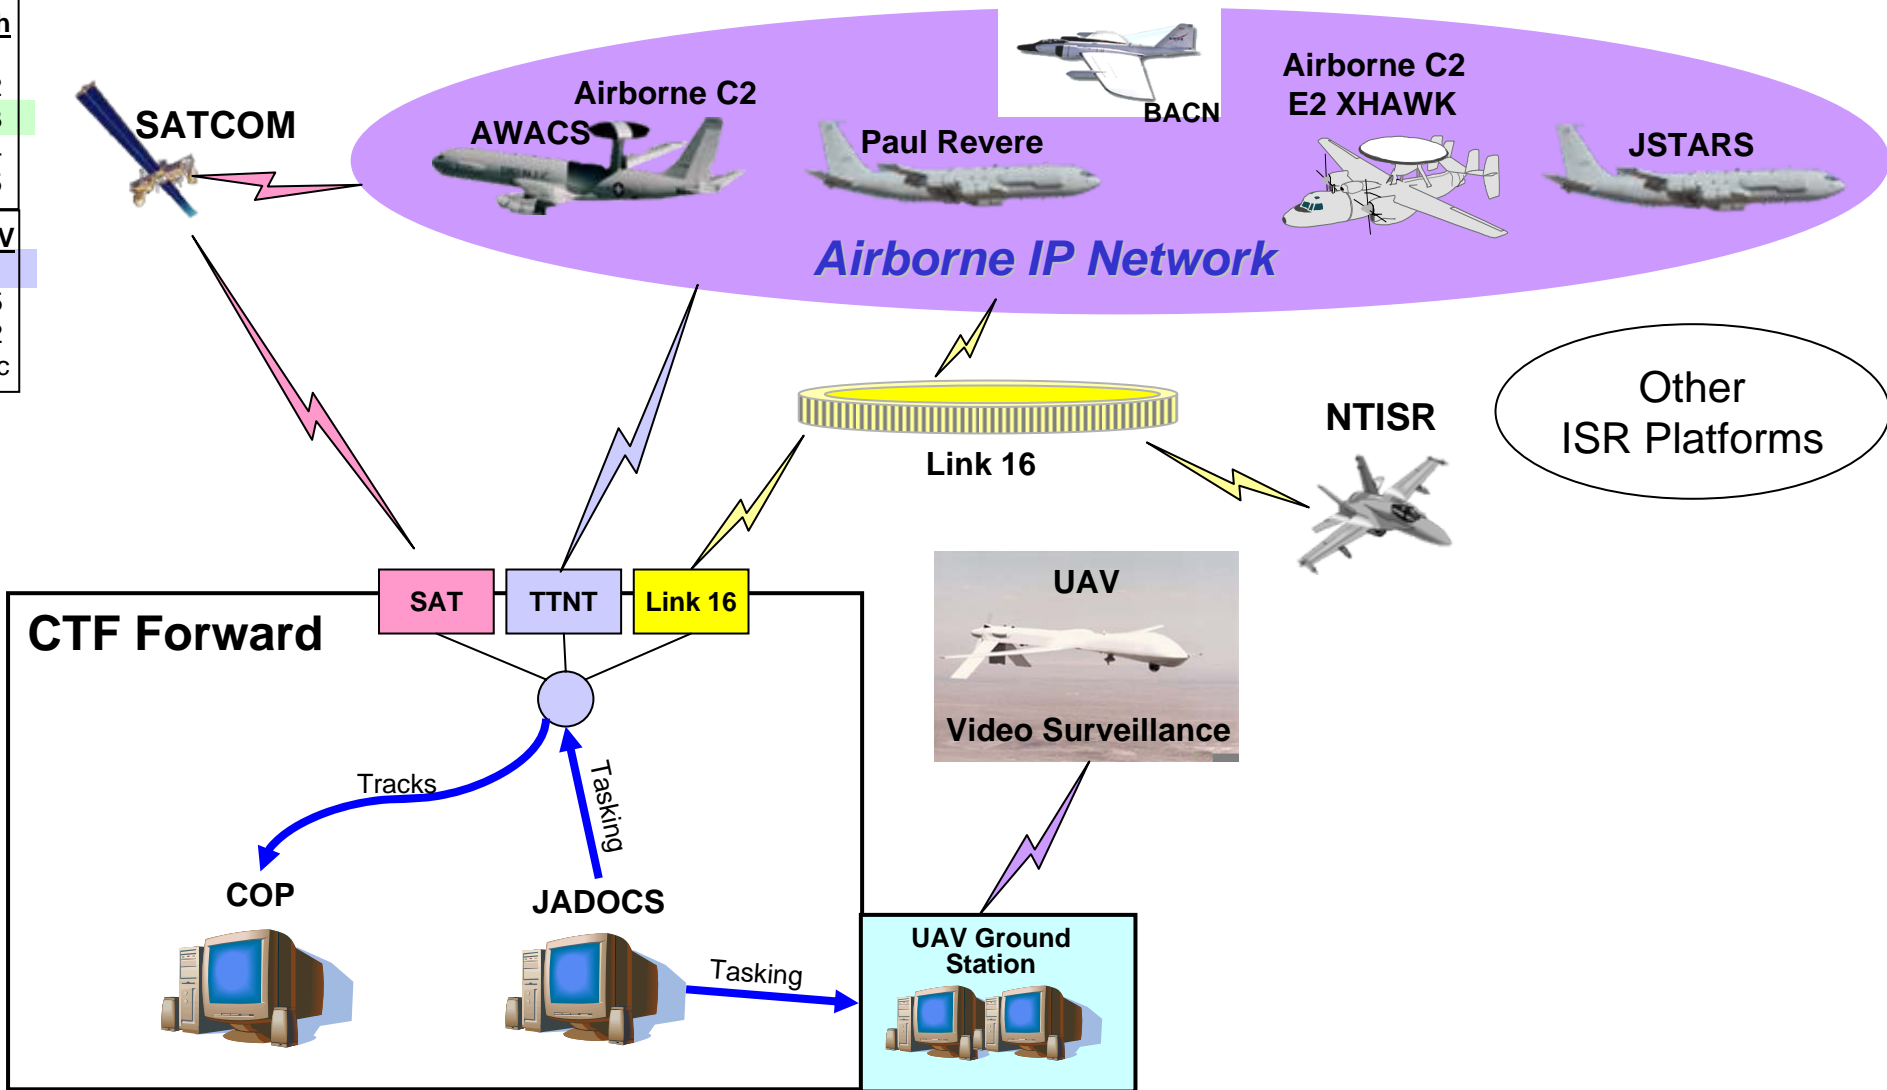 h
V
c
SATCOM
Airborne C2
AWACS
Paul Revere
BACN
Airborne C2
E2 XHAWK
JSTARS
Airborne IP Network
Link 16
NTISR
Other
ISR Platforms
SAT
TTNT
Link 16
CTF Forward
UAV
Video Surveillance
Tracks
Tasking
COP
JADOCS
Tasking
UAV Ground
Station